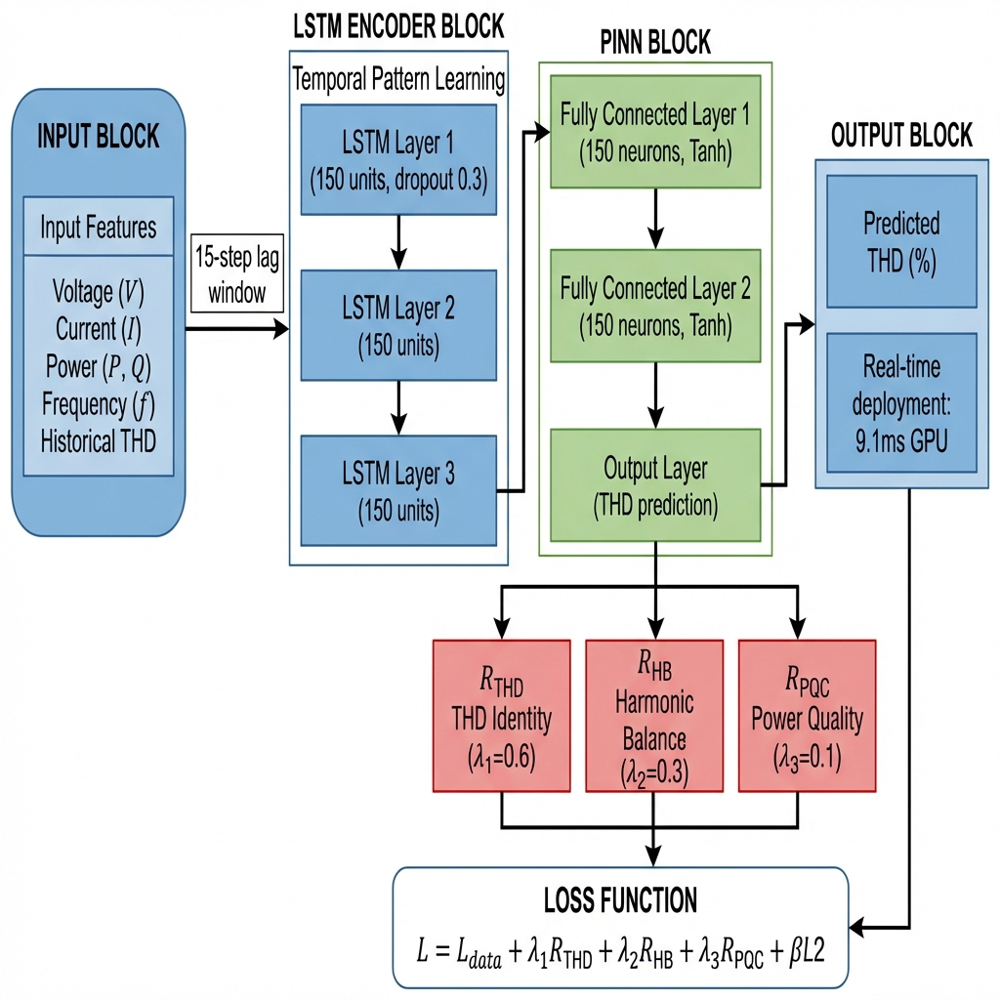 INPUT BLOCK
Input Features
Voltage (V)
Current (I)
Power (P, Q)
Frequency (f)
Historical THD
15-step lag
window
LSTM ENCODER BLOCK
Temporal Pattern Learning
LSTM Layer 1
(150 units, dropout 0.3)
LSTM Layer 2
(150 units)
LSTM Layer 3
(150 units)
PINN BLOCK
Fully Connected Layer 1
(150 neurons, Tanh)
Fully Connected Layer 2
(150 neurons, Tanh)
Output Layer
(THD prediction)
OUTPUT BLOCK
Predicted
THD (%)
Real-time
deployment:
9.1ms GPU
R_THD
THD Identity
(λ₁=0.6)
R_HB
Harmonic
Balance
(λ₂=0.3)
R_PQC
Power Quality
(λ₃=0.1)
LOSS FUNCTION
L = L_data + λ₁R_THD + λ₂R_HB + λ₃R_PQC + βL2